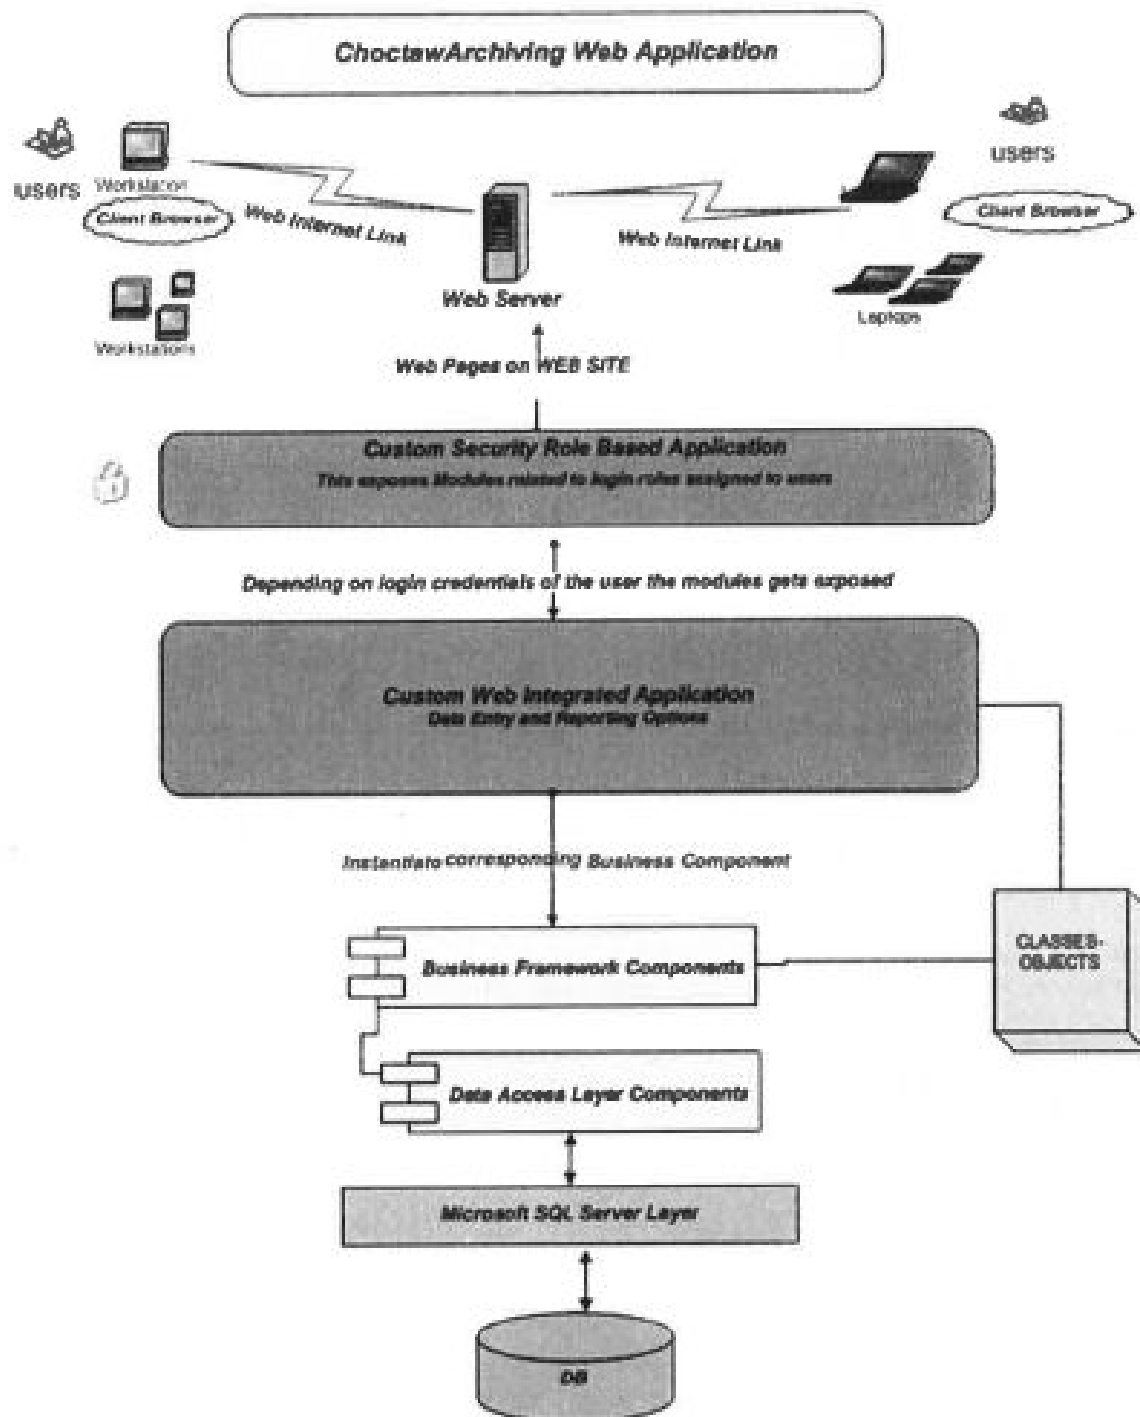 ChoctawArchiving Web Application
users
Workstation
Client Browser
Web Internet Link
Workstations
Web Server
Web Internet Link
users
Client Browser
Laptops
Web Pages on WEB SITE
Custom Security Role Based Application
This exposes Modules related to login roles assigned to users
Depending on login credentials of the user the modules gets exposed
Custom Web Integrated Application
Data Entry and Reporting Options
Instantiate corresponding Business Component
Business Framework Components
CLASSES-
OBJECTS
Data Access Layer Components
Microsoft SQL Server Layer
DB